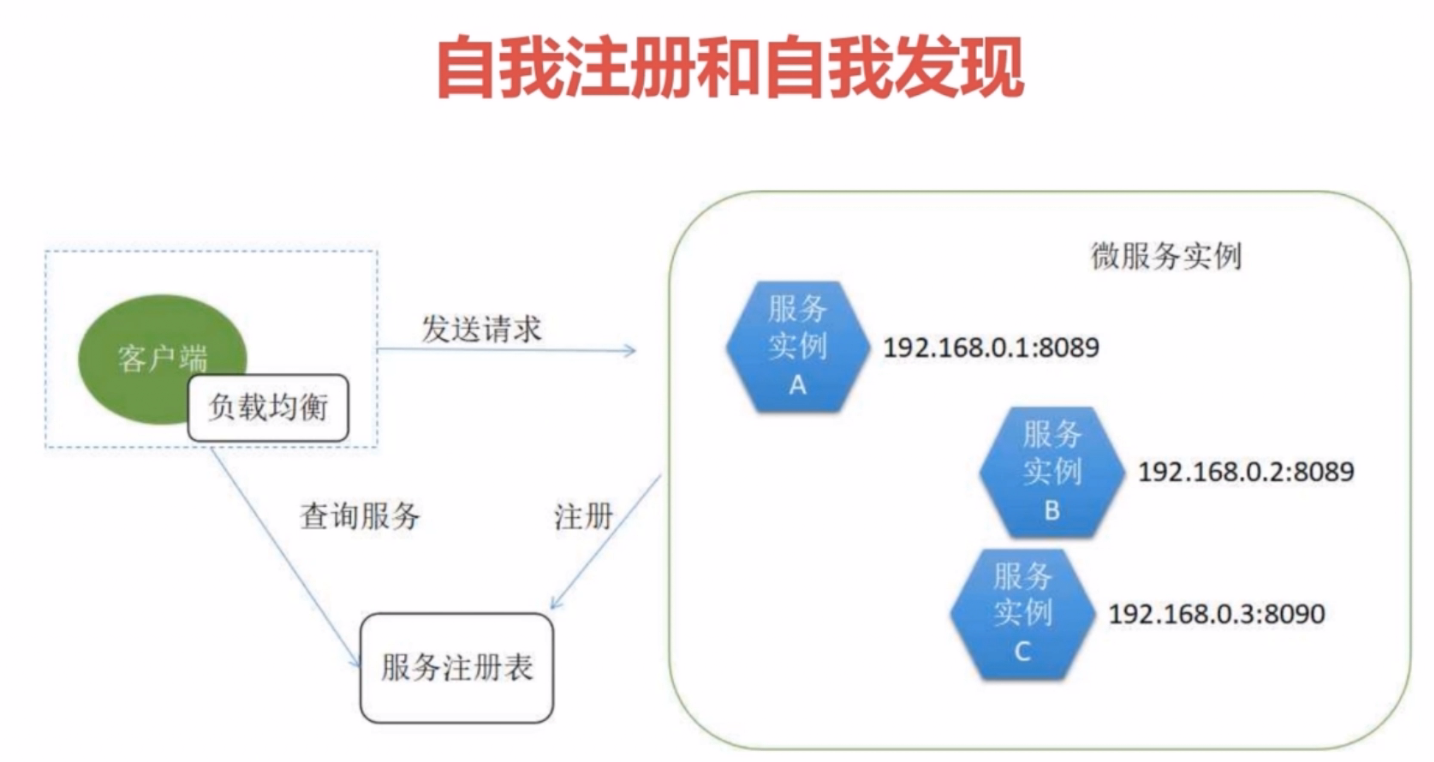 自我注册和自我发现
微服务实例
客户端
负载均衡
发送请求
服务
实例
A
192.168.0.1:8089
服务
实例
B
192.168.0.2:8089
查询服务
注册
服务
实例
C
192.168.0.3:8090
服务注册表